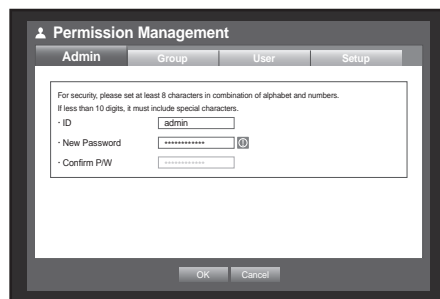 Permission Management
Admin Group User Setup
For security, please set at least 8 characters in combination of alphabet and numbers.
If less than 10 digits, it must include special characters.
· ID admin
· New Password ************
· Confirm P/W ************
OK Cancel